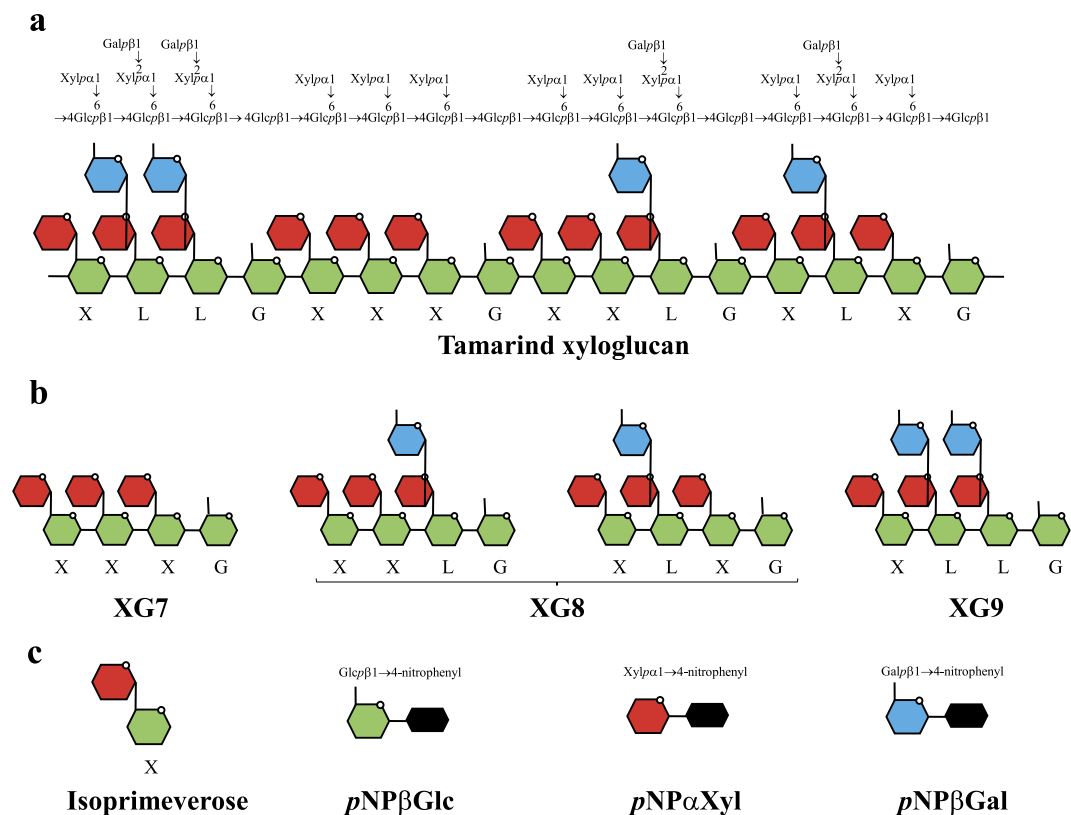 a
Galpβ1 Galpβ1 Galpβ1 Galpβ1
↓ ↓ ↓ ↓
Xylpα1 2 2 Xylpα1 Xylpα1 Xylpα1 Xylpα1 Xylpα1 2 Xylpα1 2 Xylpα1
Xylpα1 Xylpα1 Xylpα1 Xylpα1
↓ ↓ ↓ ↓ ↓ ↓ ↓ ↓ ↓ ↓ ↓ ↓
6 6 6 6 6 6 6 6 6 6 6 6
→4Glcpβ1→4Glcpβ1→4Glcpβ1→ 4Glcpβ1→4Glcpβ1→4Glcpβ1→4Glcpβ1→4Glcpβ1→4Glcpβ1→4Glcpβ1→4Glcpβ1→4Glcpβ1→4Glcpβ1→4Glcpβ1→4Glcpβ1→4Glcpβ1
X L L G X X X G X X L G X L X G
Tamarind xyloglucan
b
X X X G X X L G X L X G X L L G
XG7 XG8 XG9
c
Glcpβ1→4-nitrophenyl Xylpα1→4-nitrophenyl Galpβ1→4-nitrophenyl
X
Isoprimeverose pNPβGlc pNPαXyl pNPβGal